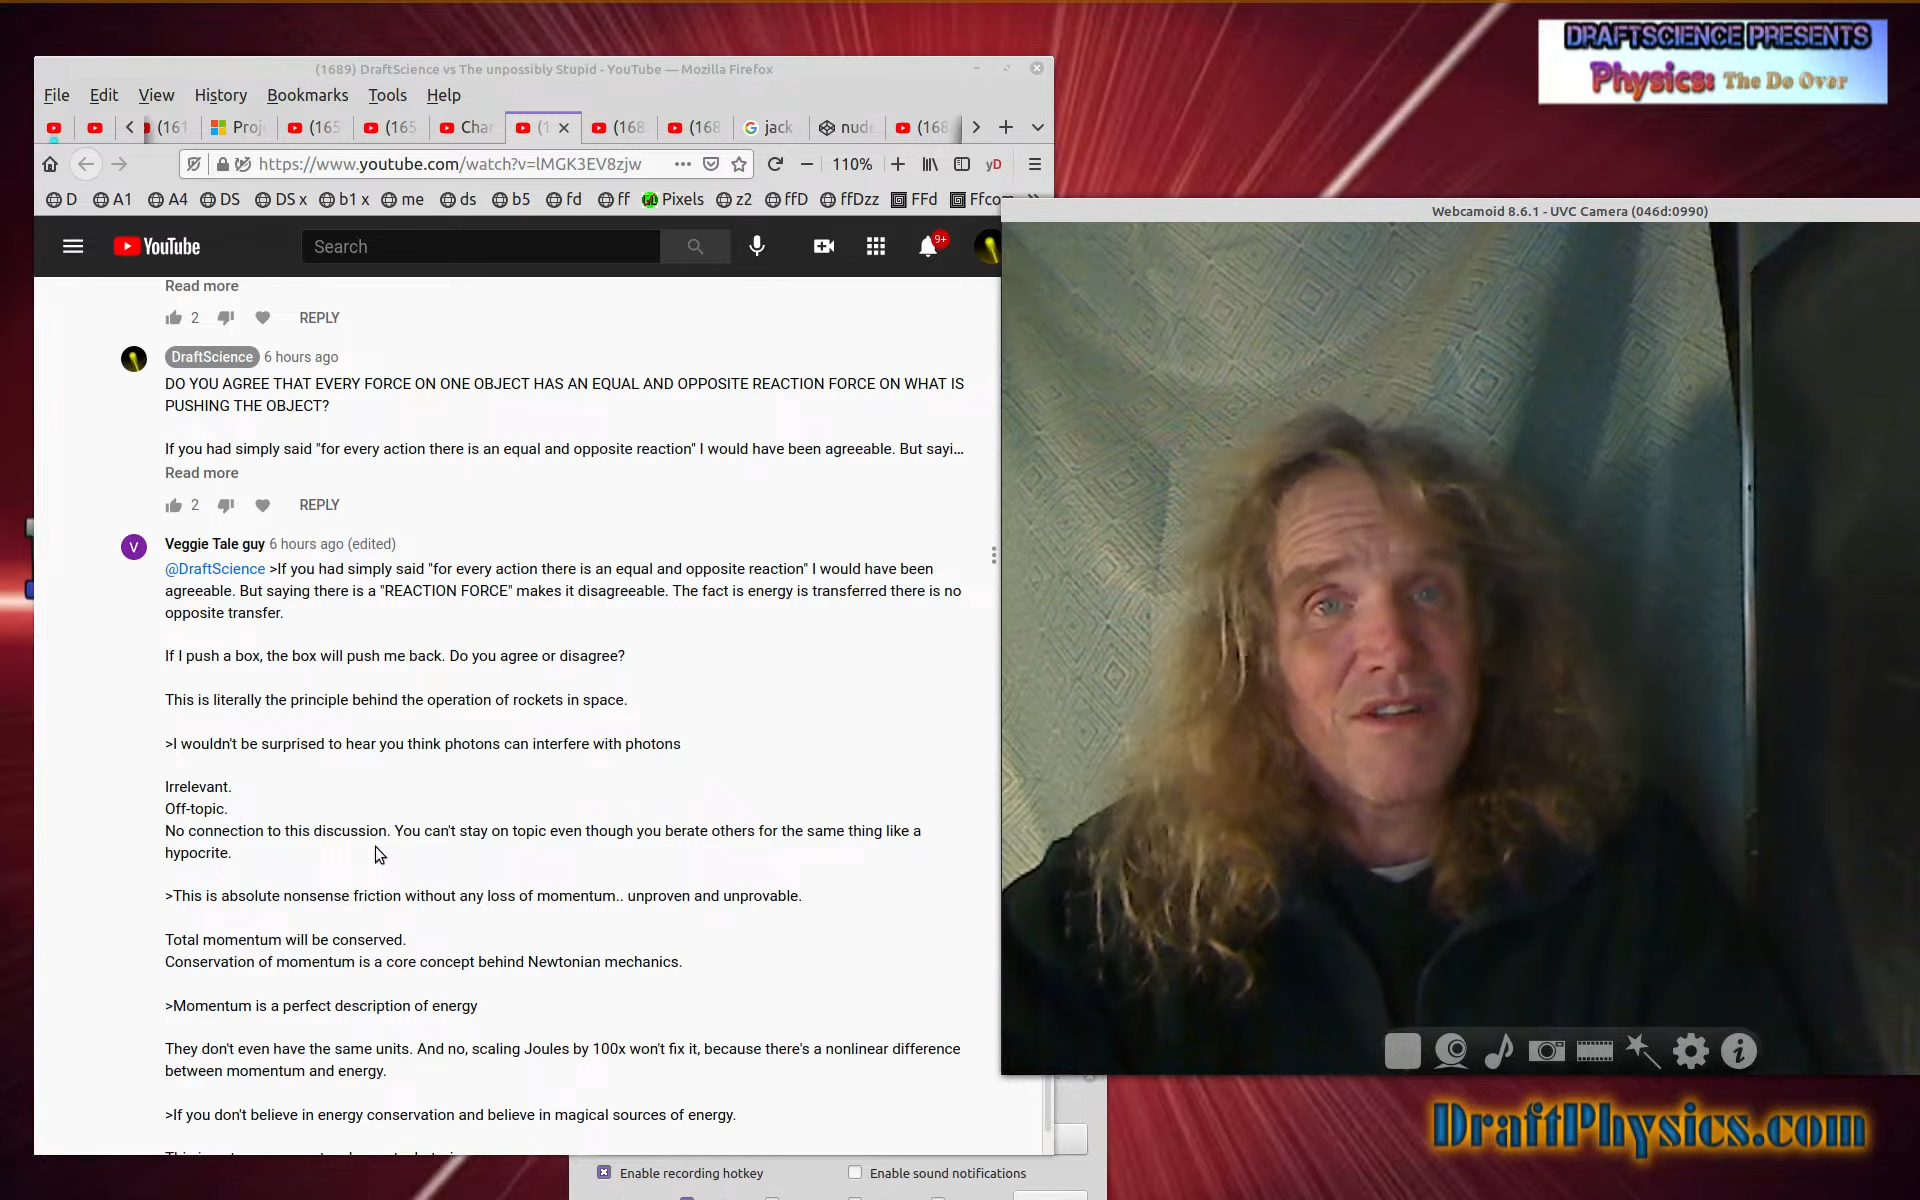 DRAFTSCIENCE PRESENTS
Physics: The Do Over
(1689) DraftScience vs The unpossibly Stupid - YouTube — Mozilla Firefox
File Edit View History Bookmarks Tools Help
(161 Proj (165 (165 Cha (1 (168 (168 jack nude (168
https://www.youtube.com/watch?v=lMGK3EV8zjw 110% yD
D A1 A4 DS DS x b1 x me ds b5 fd ff Pixels z2 ffD ffDzz FFd Ffcom
Webcamoid 8.6.1 - UVC Camera (046d:0990)
YouTube Search 9+
Read more
2 REPLY
DraftScience 6 hours ago
DO YOU AGREE THAT EVERY FORCE ON ONE OBJECT HAS AN EQUAL AND OPPOSITE REACTION FORCE ON WHAT IS
PUSHING THE OBJECT?
If you had simply said "for every action there is an equal and opposite reaction" I would have been agreeable. But sayi...
Read more
2 REPLY
V Veggie Tale guy 6 hours ago (edited)
@DraftScience >If you had simply said "for every action there is an equal and opposite reaction" I would have been
agreeable. But saying there is a "REACTION FORCE" makes it disagreeable. The fact is energy is transferred there is no
opposite transfer.
If I push a box, the box will push me back. Do you agree or disagree?
This is literally the principle behind the operation of rockets in space.
>I wouldn't be surprised to hear you think photons can interfere with photons
Irrelevant.
Off-topic.
No connection to this discussion. You can't stay on topic even though you berate others for the same thing like a
hypocrite.
>This is absolute nonsense friction without any loss of momentum.. unproven and unprovable.
Total momentum will be conserved.
Conservation of momentum is a core concept behind Newtonian mechanics.
>Momentum is a perfect description of energy
They don't even have the same units. And no, scaling Joules by 100x won't fix it, because there's a nonlinear difference
between momentum and energy.
>If you don't believe in energy conservation and believe in magical sources of energy.
DraftPhysics.com
Enable recording hotkey Enable sound notifications